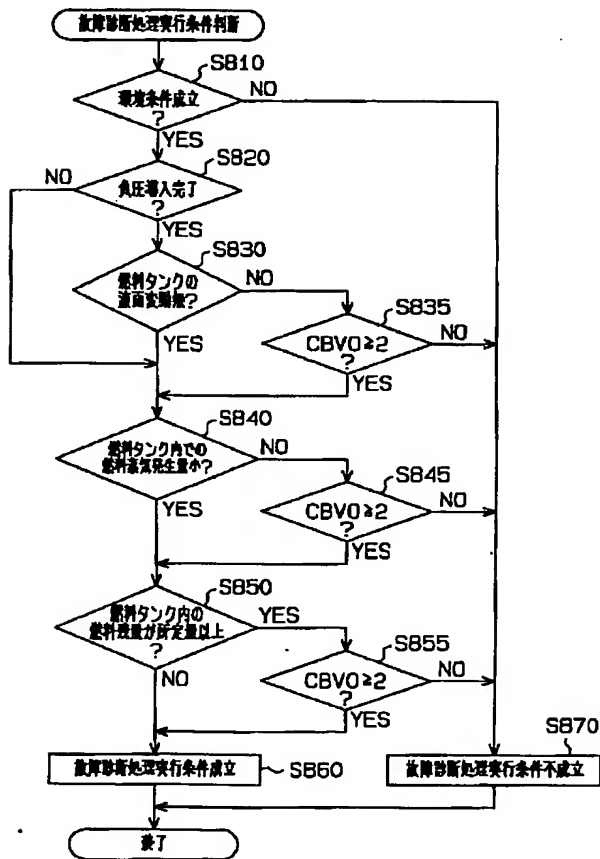 故障診断処理実行条件判断
S810
環境条件成立
?
NO
YES
S820
NO
負圧導入完了
?
YES
S830
燃料タンクの
液面変動無?
NO
YES
S835
CBV0≧2
?
NO
YES
S840
燃料タンク内での
燃料蒸気発生量小?
NO
YES
S845
CBV0≧2
?
NO
YES
S850
燃料タンク内の
燃料残量が所定量以上
?
YES
NO
S855
CBV0≧2
?
NO
YES
故障診断処理実行条件成立
S860
S870
故障診断処理実行条件不成立
終了